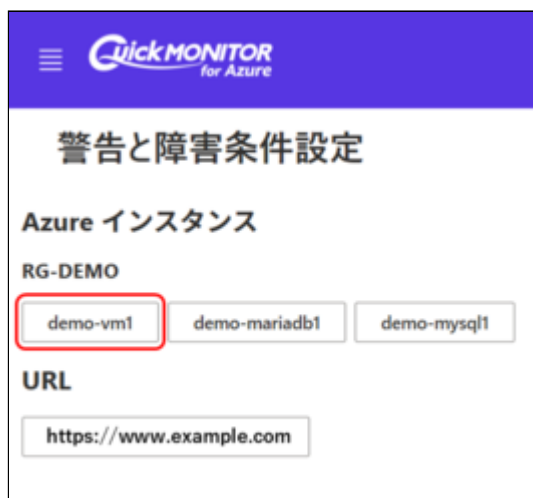 QuickMONITOR
for Azure
警告と障害条件設定
Azure インスタンス
RG-DEMO
demo-vm1 demo-mariadb1 demo-mysql1
URL
https://www.example.com